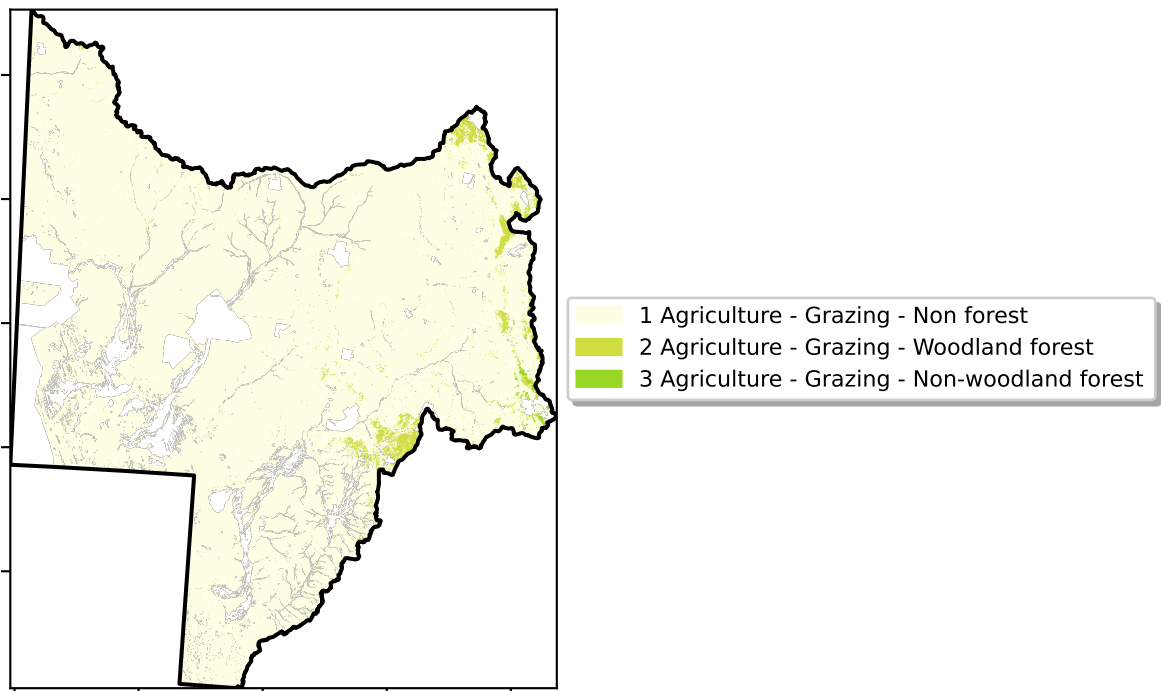 1 Agriculture - Grazing - Non forest
2 Agriculture - Grazing - Woodland forest
3 Agriculture - Grazing - Non-woodland forest